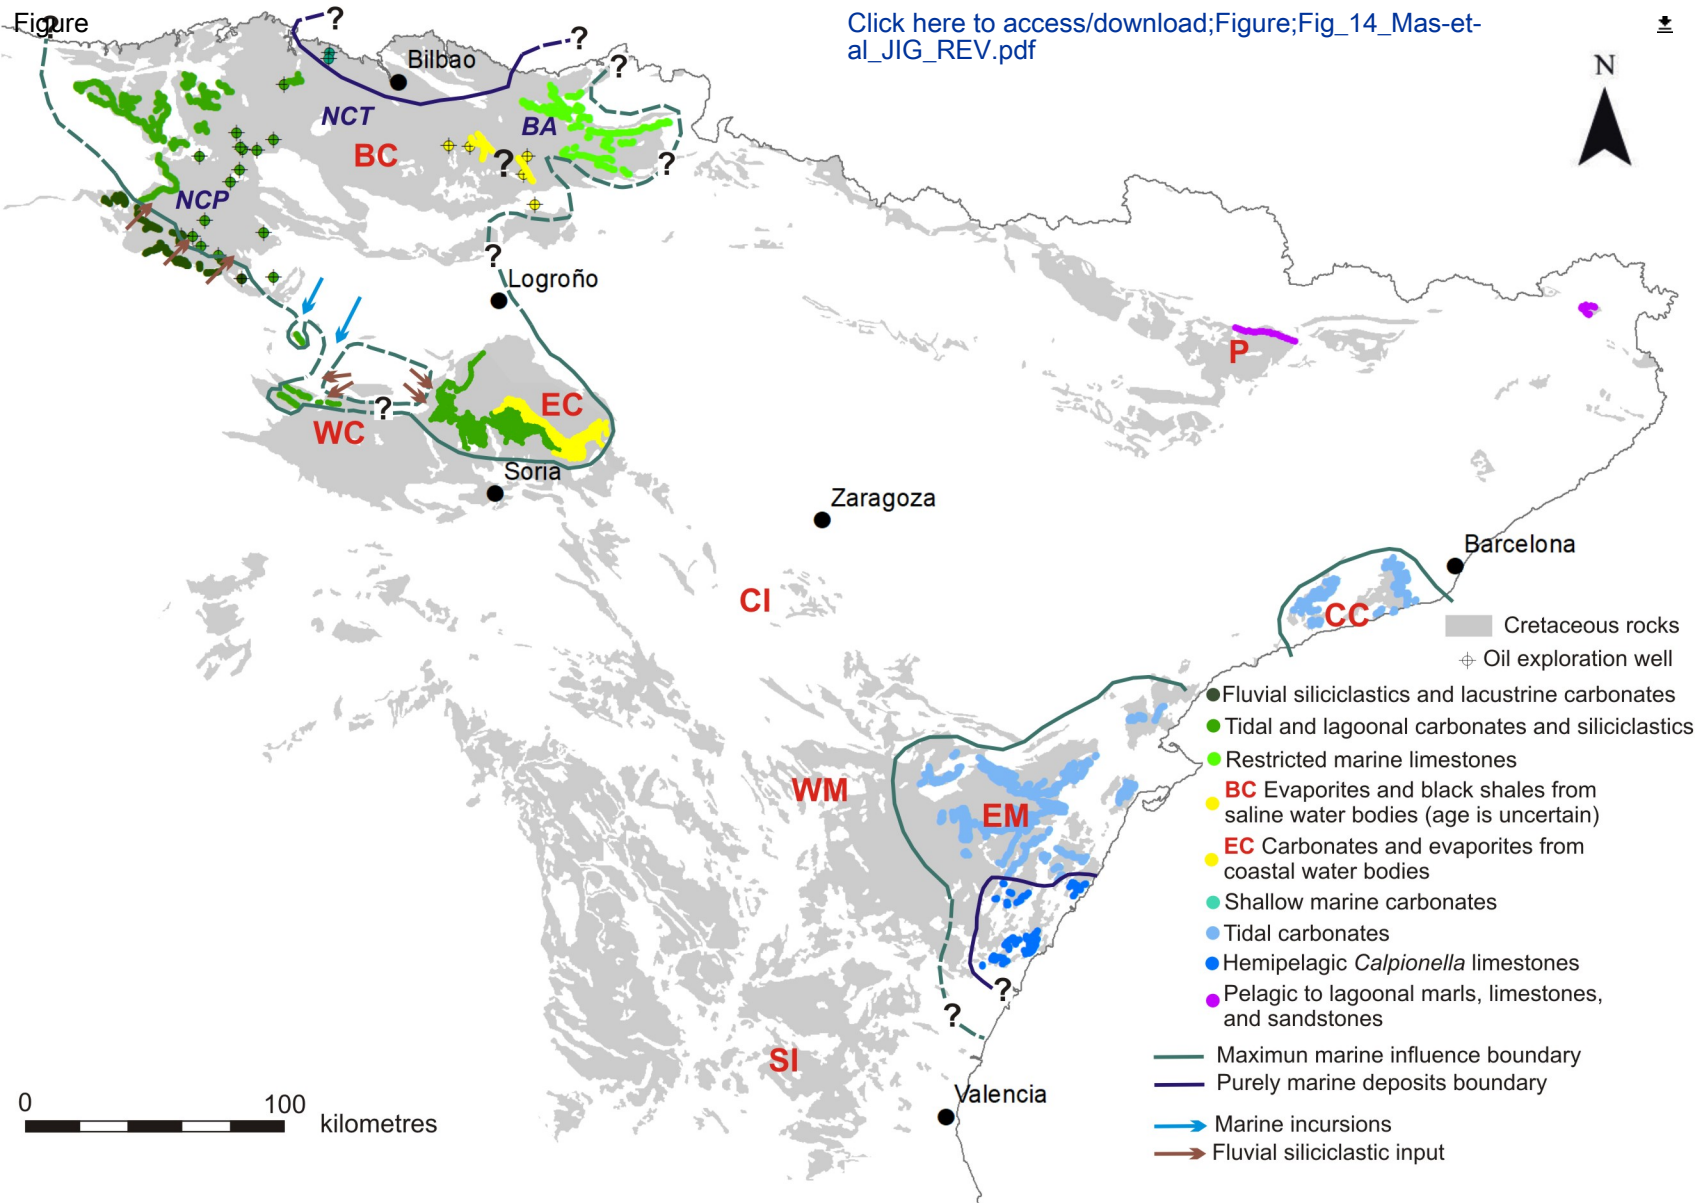 Figure
Click here to access/download;Figure;Fig_14_Mas-et-
al_JIG_REV.pdf
N
?
?
?
?
?
?
?
?
?
?
Bilbao
NCT
BA
BC
NCP
Logroño
P
EC
WC
Soria
Zaragoza
Barcelona
CI
CC
WM
EM
SI
Valencia
Cretaceous rocks
Oil exploration well
Fluvial siliciclastics and lacustrine carbonates
Tidal and lagoonal carbonates and siliciclastics
Restricted marine limestones
BC Evaporites and black shales from
saline water bodies (age is uncertain)
EC Carbonates and evaporites from
coastal water bodies
Shallow marine carbonates
Tidal carbonates
Hemipelagic Calpionella limestones
Pelagic to lagoonal marls, limestones,
and sandstones
Maximun marine influence boundary
Purely marine deposits boundary
Marine incursions
Fluvial siliciclastic input
0 100
kilometres